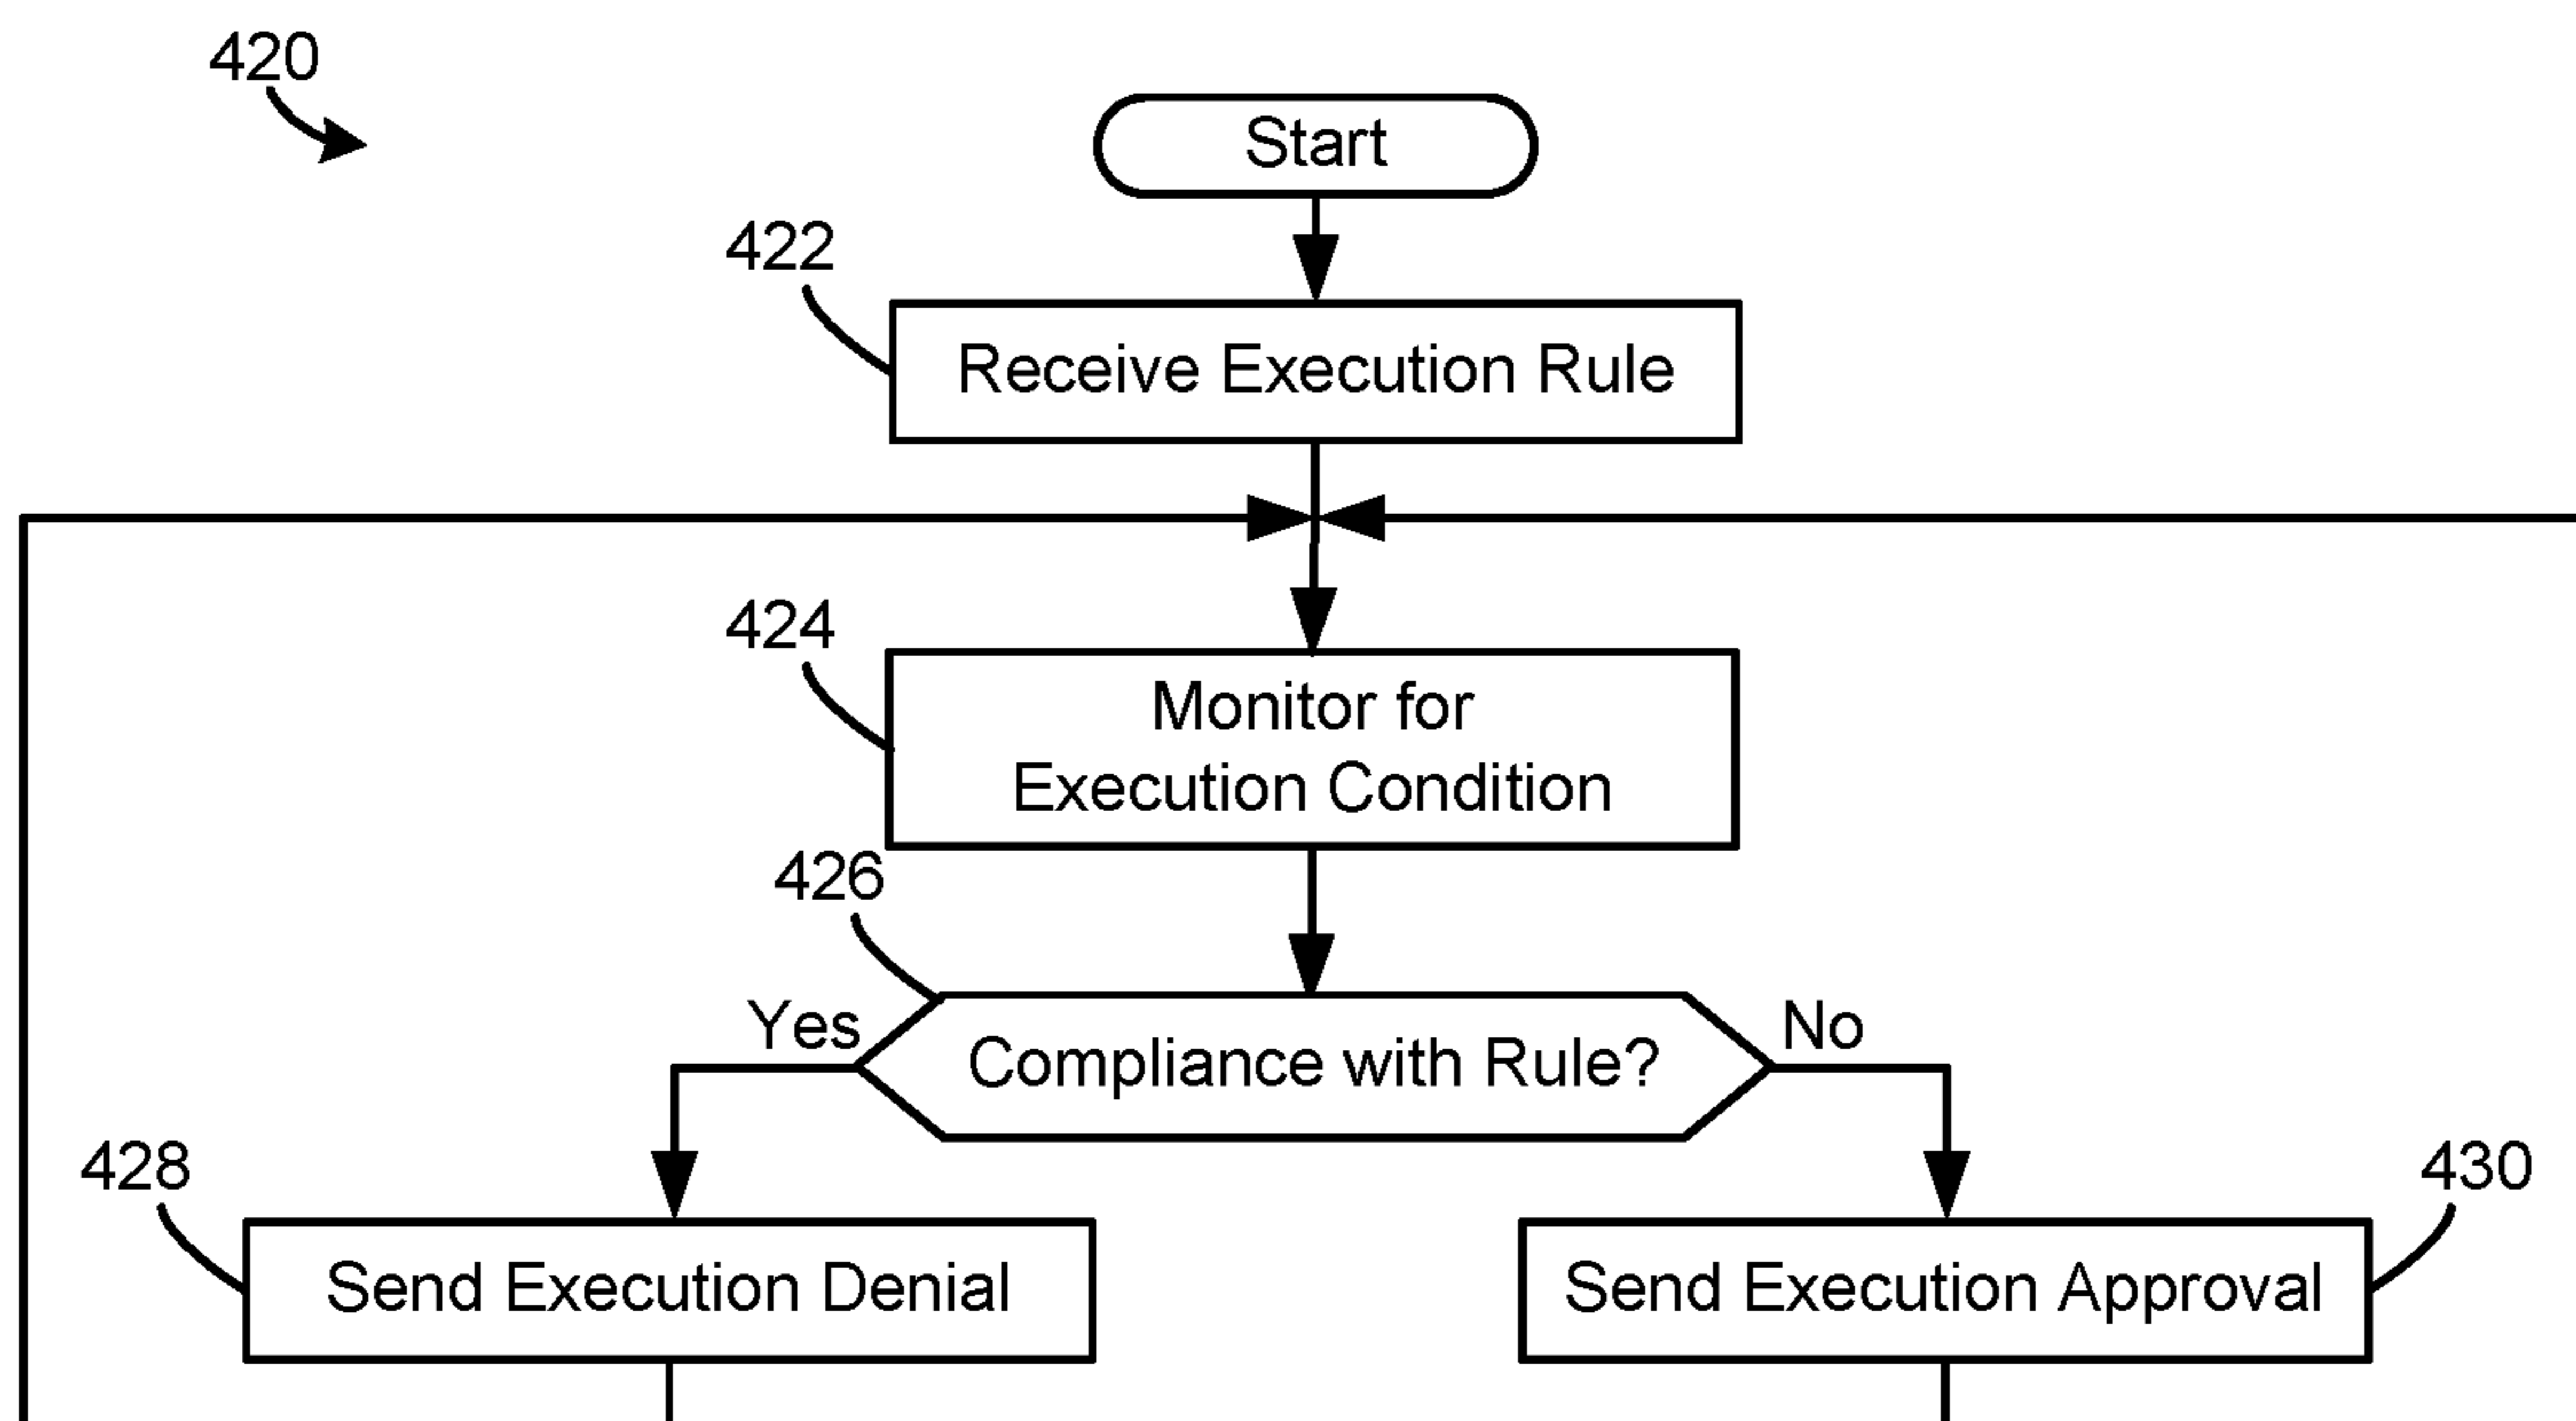 420
Start
422
Receive Execution Rule
424
Monitor for
Execution Condition
426
Yes
Compliance with Rule?
No
428
430
Send Execution Denial
Send Execution Approval